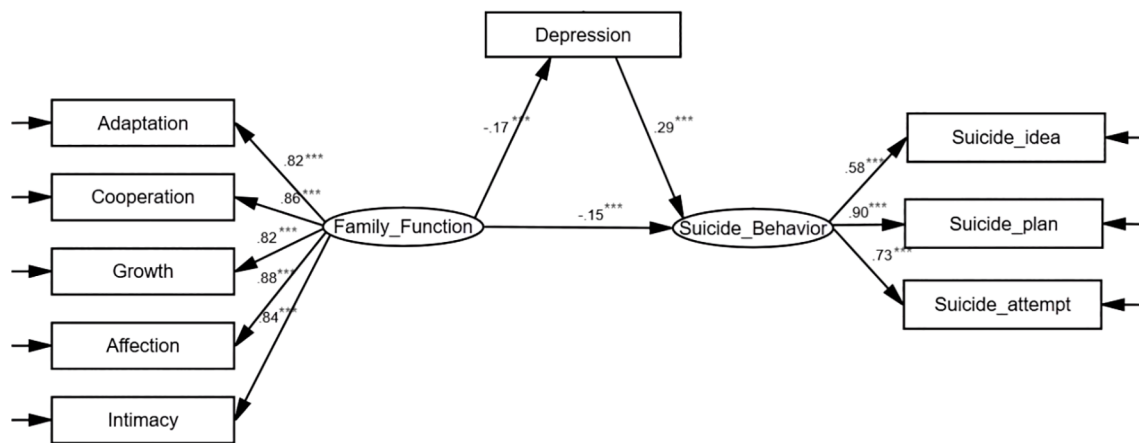 Depression
Adaptation
-.17***
.29***
Suicide_idea
.82***
.58***
Cooperation
.86***
-.15***
.90***
Family_Function
Suicide_Behavior
Suicide_plan
.82***
.73***
Growth
.88***
Suicide_attempt
.84***
Affection
Intimacy